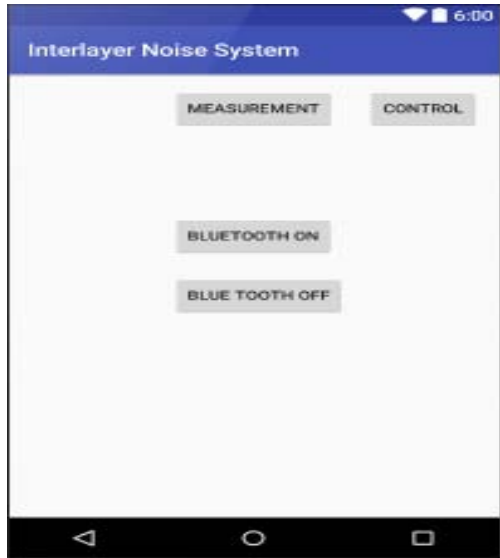 6:00
Interlayer Noise System
MEASUREMENT CONTROL
BLUETOOTH ON
BLUE TOOTH OFF